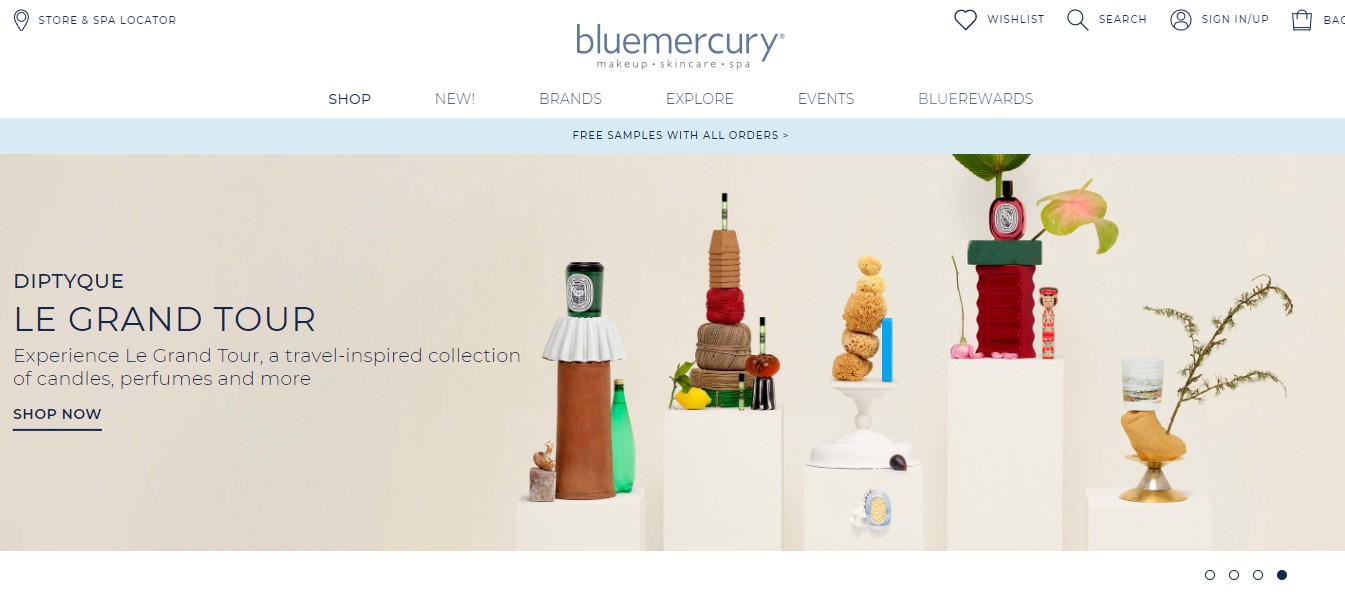 STORE & SPA LOCATOR
WISHLIST
SEARCH
SIGN IN/UP
bluemercury®
makeup • skincare • spa
SHOP
NEW!
BRANDS
EXPLORE
EVENTS
BLUEREWARDS
FREE SAMPLES WITH ALL ORDERS >
DIPTYQUE
LE GRAND TOUR
Experience Le Grand Tour, a travel-inspired collection
of candles, perfumes and more
SHOP NOW